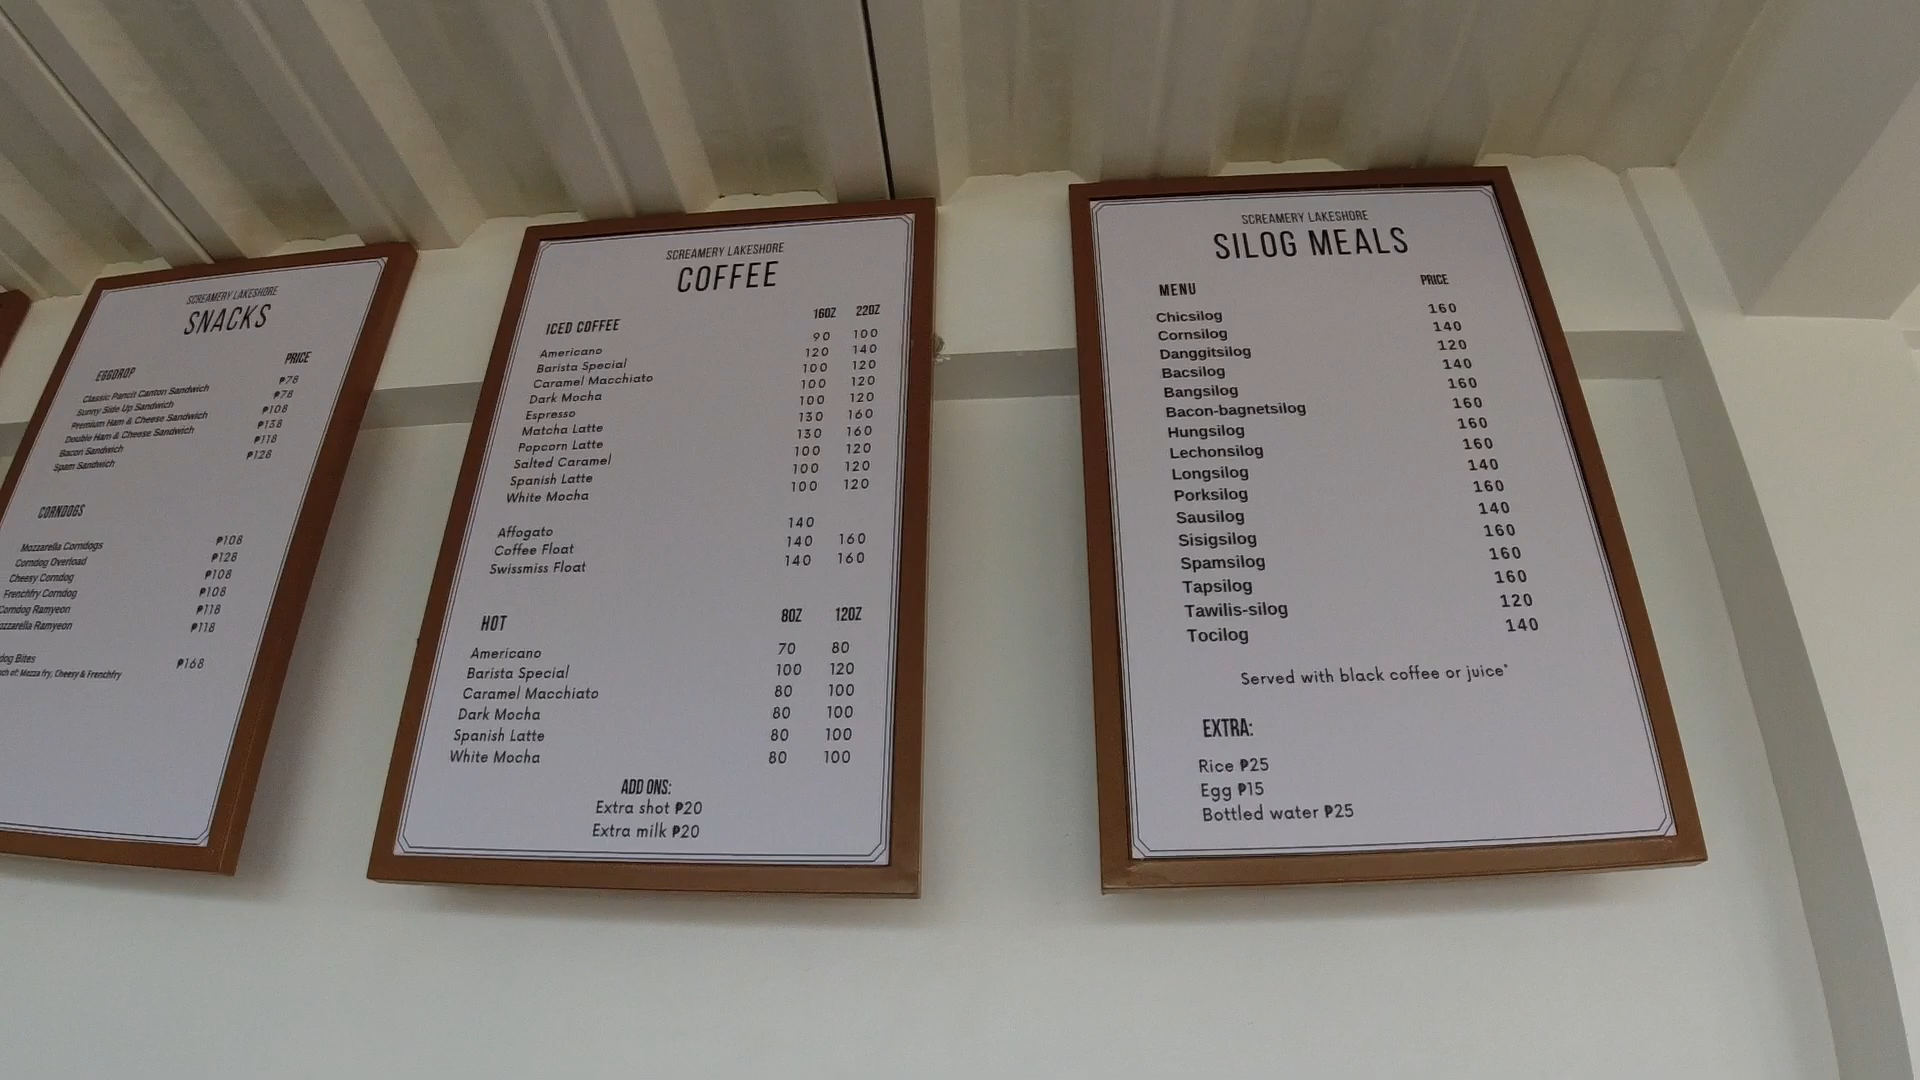 SCREAMERY LAKESHORE
SNACKS
PRICE
EGGDROP
Classic Pancit Canton Sandwich ₱78
Sunny Side Up Sandwich ₱78
Premium Ham & Cheese Sandwich ₱108
Double Ham & Cheese Sandwich ₱138
Bacon Sandwich ₱118
Spam Sandwich ₱128
CORNDOGS
Mozzarella Corndogs ₱108
Corndog Overload ₱128
Cheesy Corndog ₱108
Frenchfry Corndog ₱108
Corndog Ramyeon ₱118
Ramyeon ₱118
Bites ₱168
of: Mozza fry, Cheesy & Frenchfry
SCREAMERY LAKESHORE
COFFEE
ICED COFFEE 16OZ 22OZ
Americano 90 100
Barista Special 120 140
Caramel Macchiato 100 120
Dark Mocha 100 120
Espresso 100 120
Matcha Latte 130 160
Popcorn Latte 130 160
Salted Caramel 100 120
Spanish Latte 100 120
White Mocha 100 120
Affogato 140
Coffee Float 140 160
Swissmiss Float 140 160
HOT 8OZ 12OZ
Americano 70 80
Barista Special 100 120
Caramel Macchiato 80 100
Dark Mocha 80 100
Spanish Latte 80 100
White Mocha 80 100
ADD ONS:
Extra shot ₱20
Extra milk ₱20
SCREAMERY LAKESHORE
SILOG MEALS
MENU PRICE
Chicsilog 160
Cornsilog 140
Danggitsilog 120
Bacsilog 140
Bangsilog 160
Bacon-bagnetsilog 160
Hungsilog 160
Lechonsilog 160
Longsilog 140
Porksilog 160
Sausilog 140
Sisigsilog 160
Spamsilog 160
Tapsilog 160
Tawilis-silog 120
Tocilog 140
Served with black coffee or juice*
EXTRA:
Rice ₱25
Egg ₱15
Bottled water ₱25